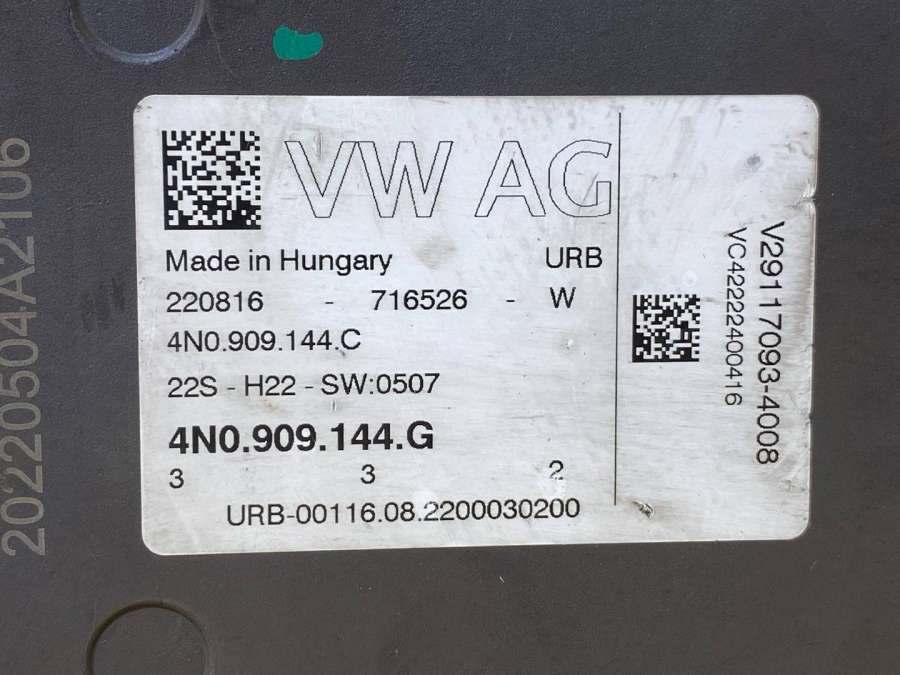 VW AG
Made in Hungary URB
220816 - 716526 - W
4N0.909.144.C
22S - H22 - SW:0507
4N0.909.144.G
3 3 2
URB-00116.08.2200030200
V29117093-4008
VC42222400416
20220504A2106